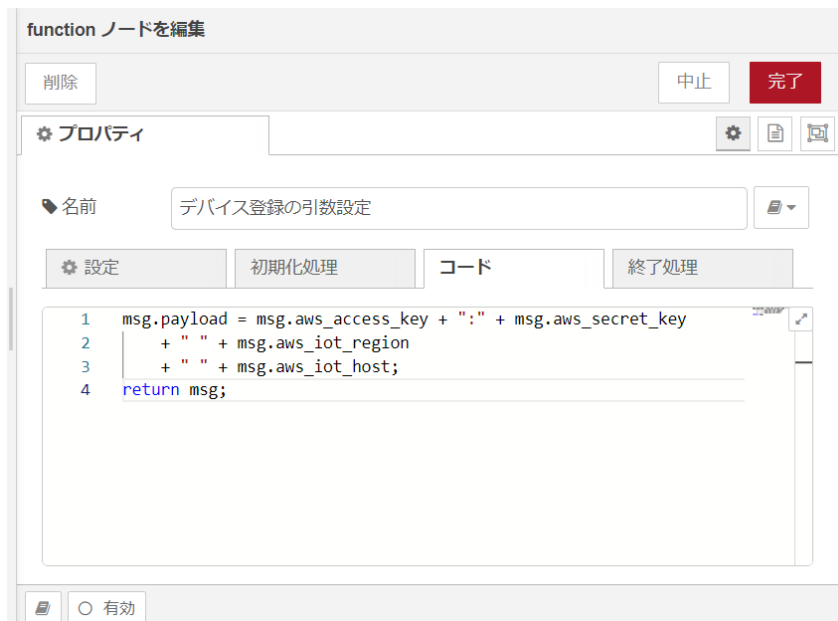 function ノードを編集
削除
中止
完了
プロパティ
名前
デバイス登録の引数設定
設定
初期化処理
コード
終了処理
1 msg.payload = msg.aws_access_key + ":" + msg.aws_secret_key
2 + " " + msg.aws_iot_region
3 + " " + msg.aws_iot_host;
4 return msg;
有効